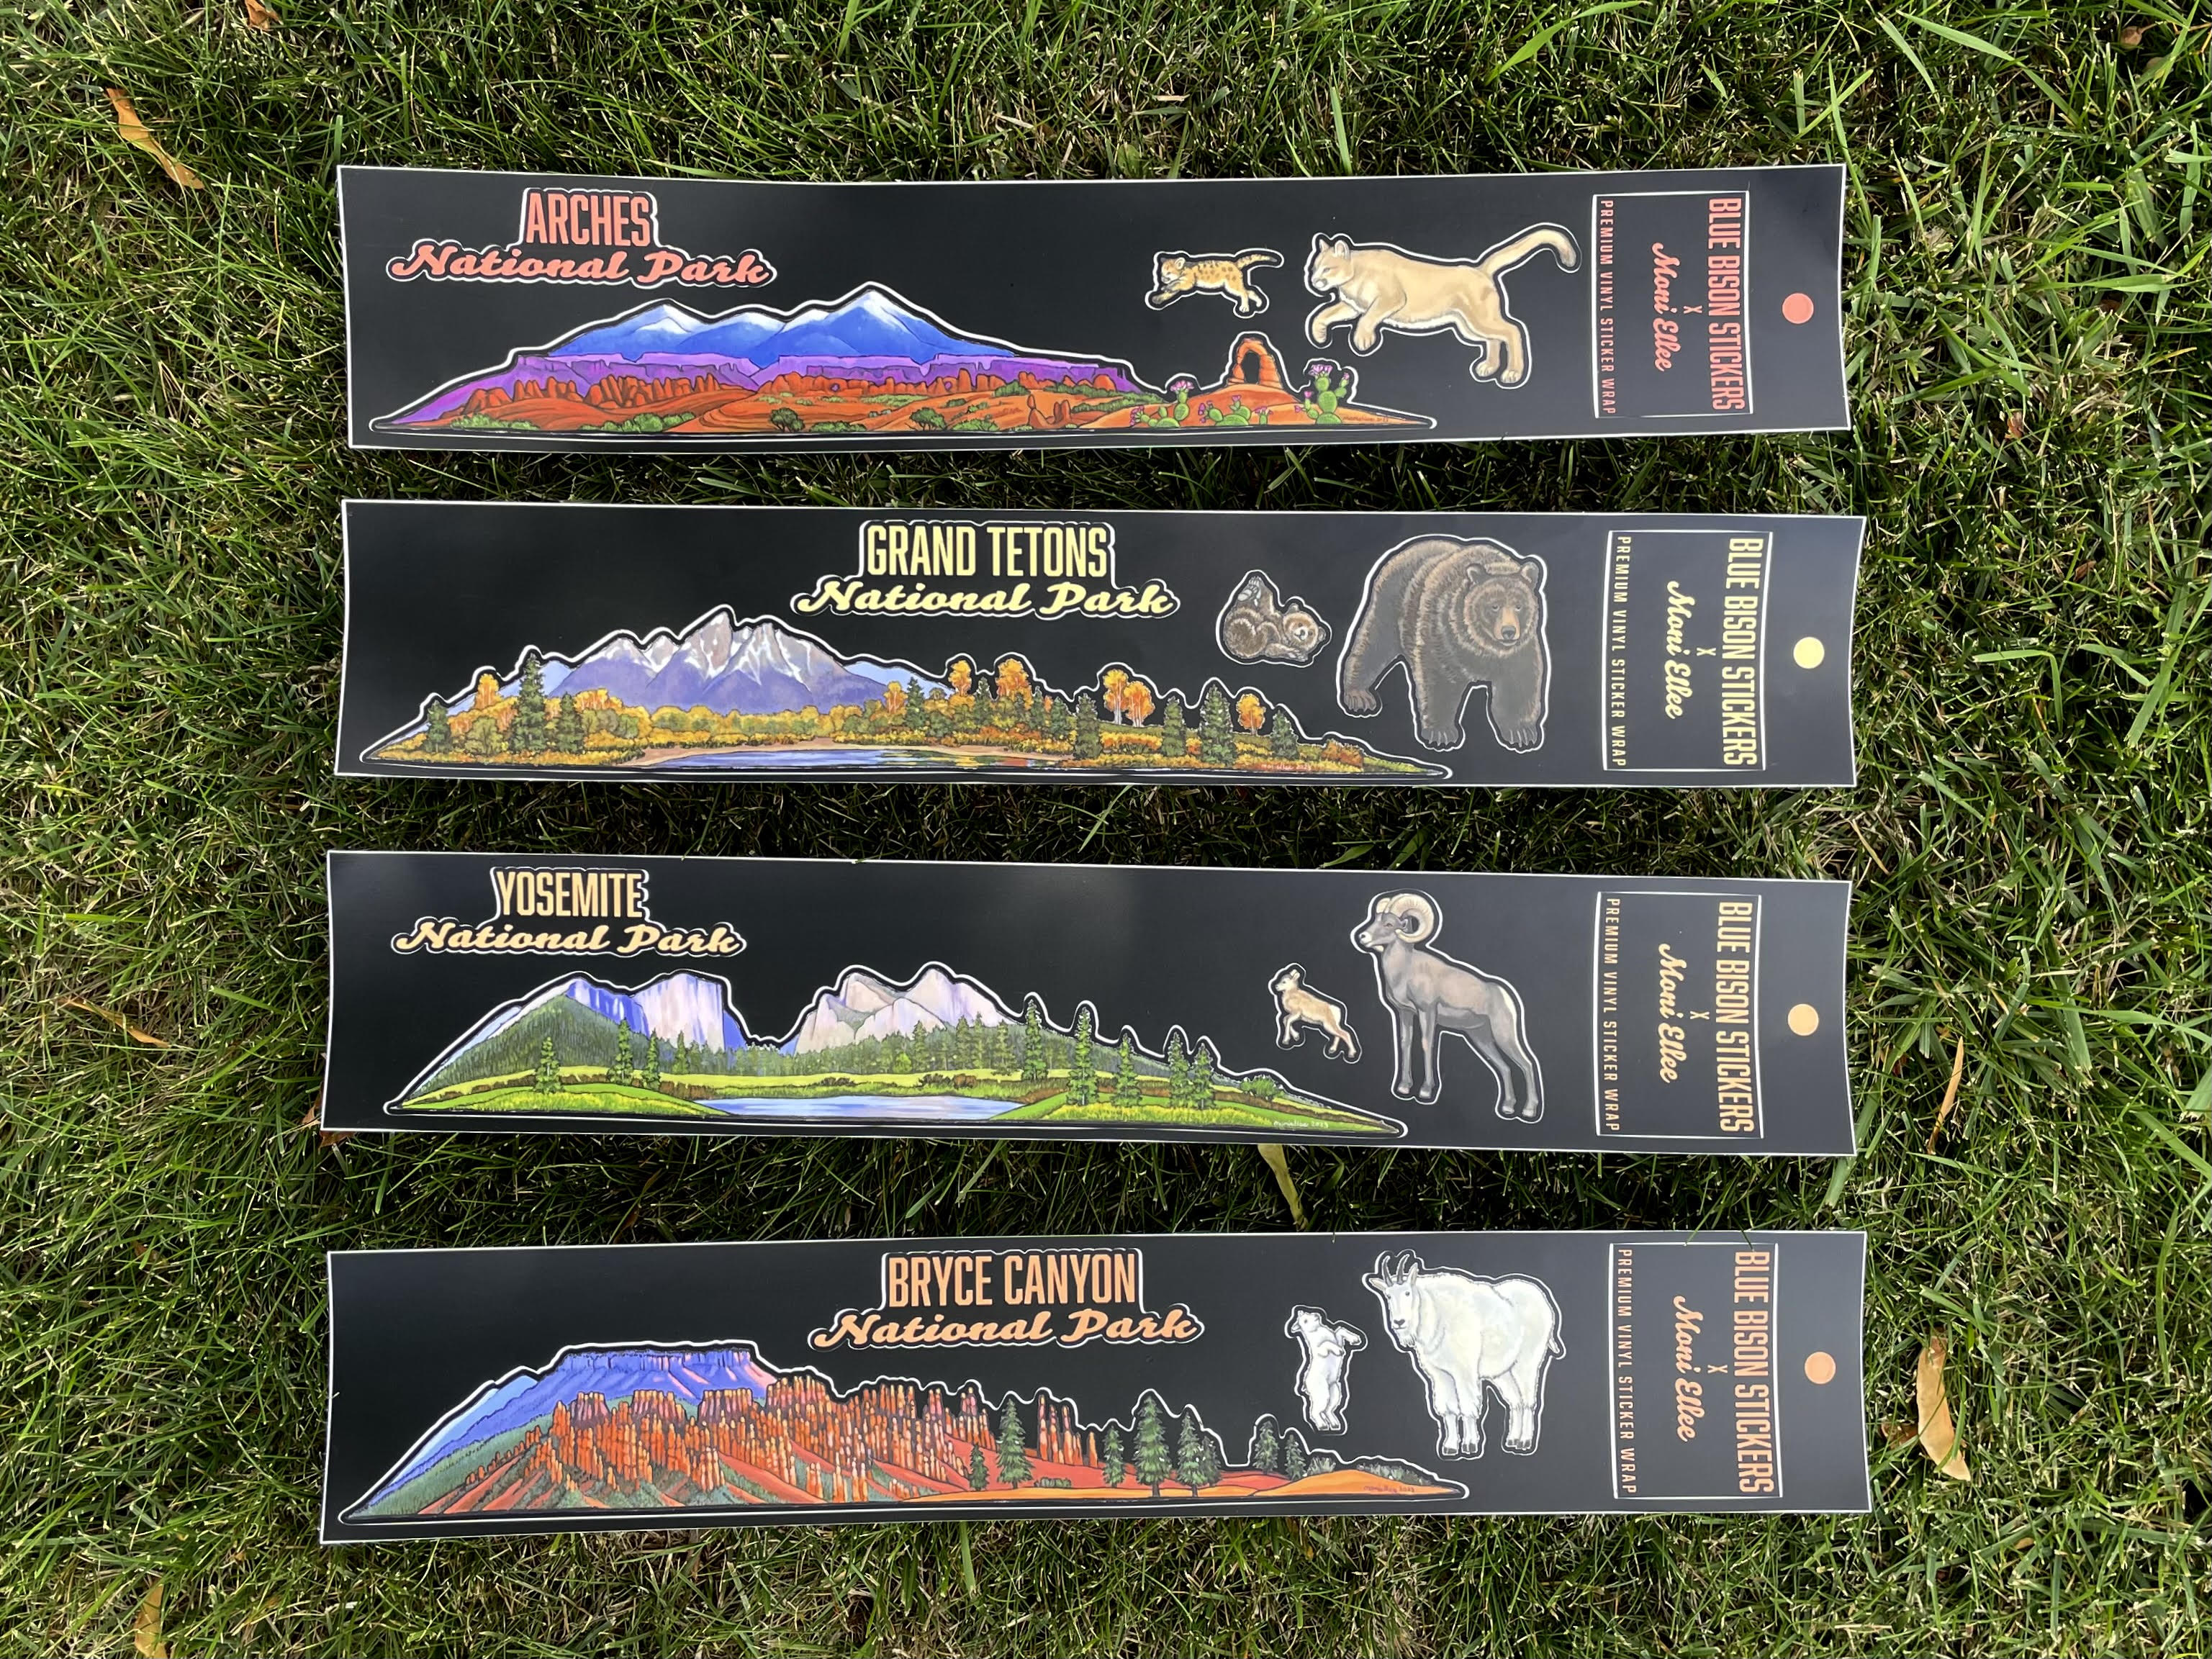 ARCHES
National Park
BLUE BISON STICKERS
X
Moni Ellee
PREMIUM VINYL STICKER WRAP
GRAND TETONS
National Park
BLUE BISON STICKERS
X
Moni Ellee
PREMIUM VINYL STICKER WRAP
YOSEMITE
National Park
BLUE BISON STICKERS
X
Moni Ellee
PREMIUM VINYL STICKER WRAP
BRYCE CANYON
National Park
BLUE BISON STICKERS
X
Moni Ellee
PREMIUM VINYL STICKER WRAP